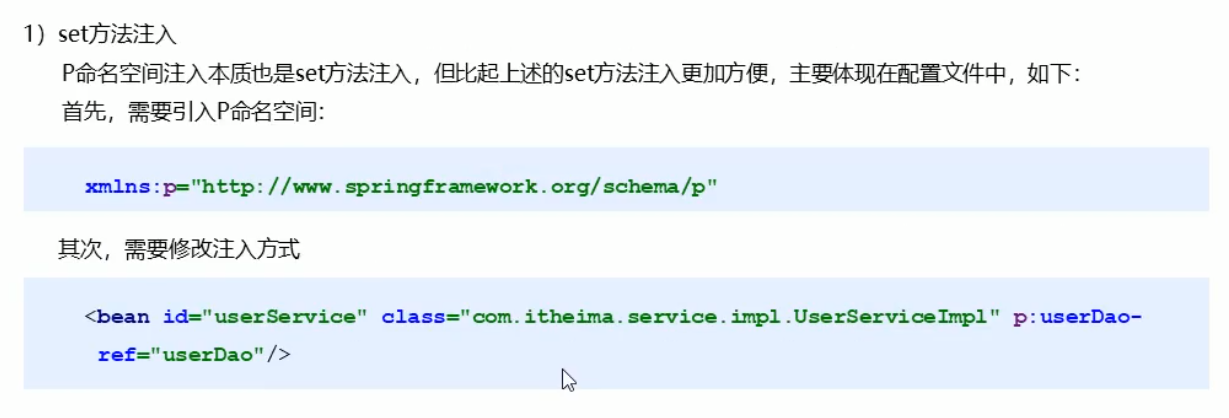 1）set方法注入
P命名空间注入本质也是set方法注入，但比起上述的set方法注入更加方便，主要体现在配置文件中，如下：
首先，需要引入P命名空间：
xmlns:p="http://www.springframework.org/schema/p"
其次，需要修改注入方式
<bean id="userService" class="com.itheima.service.impl.UserServiceImpl" p:userDao-
ref="userDao"/>